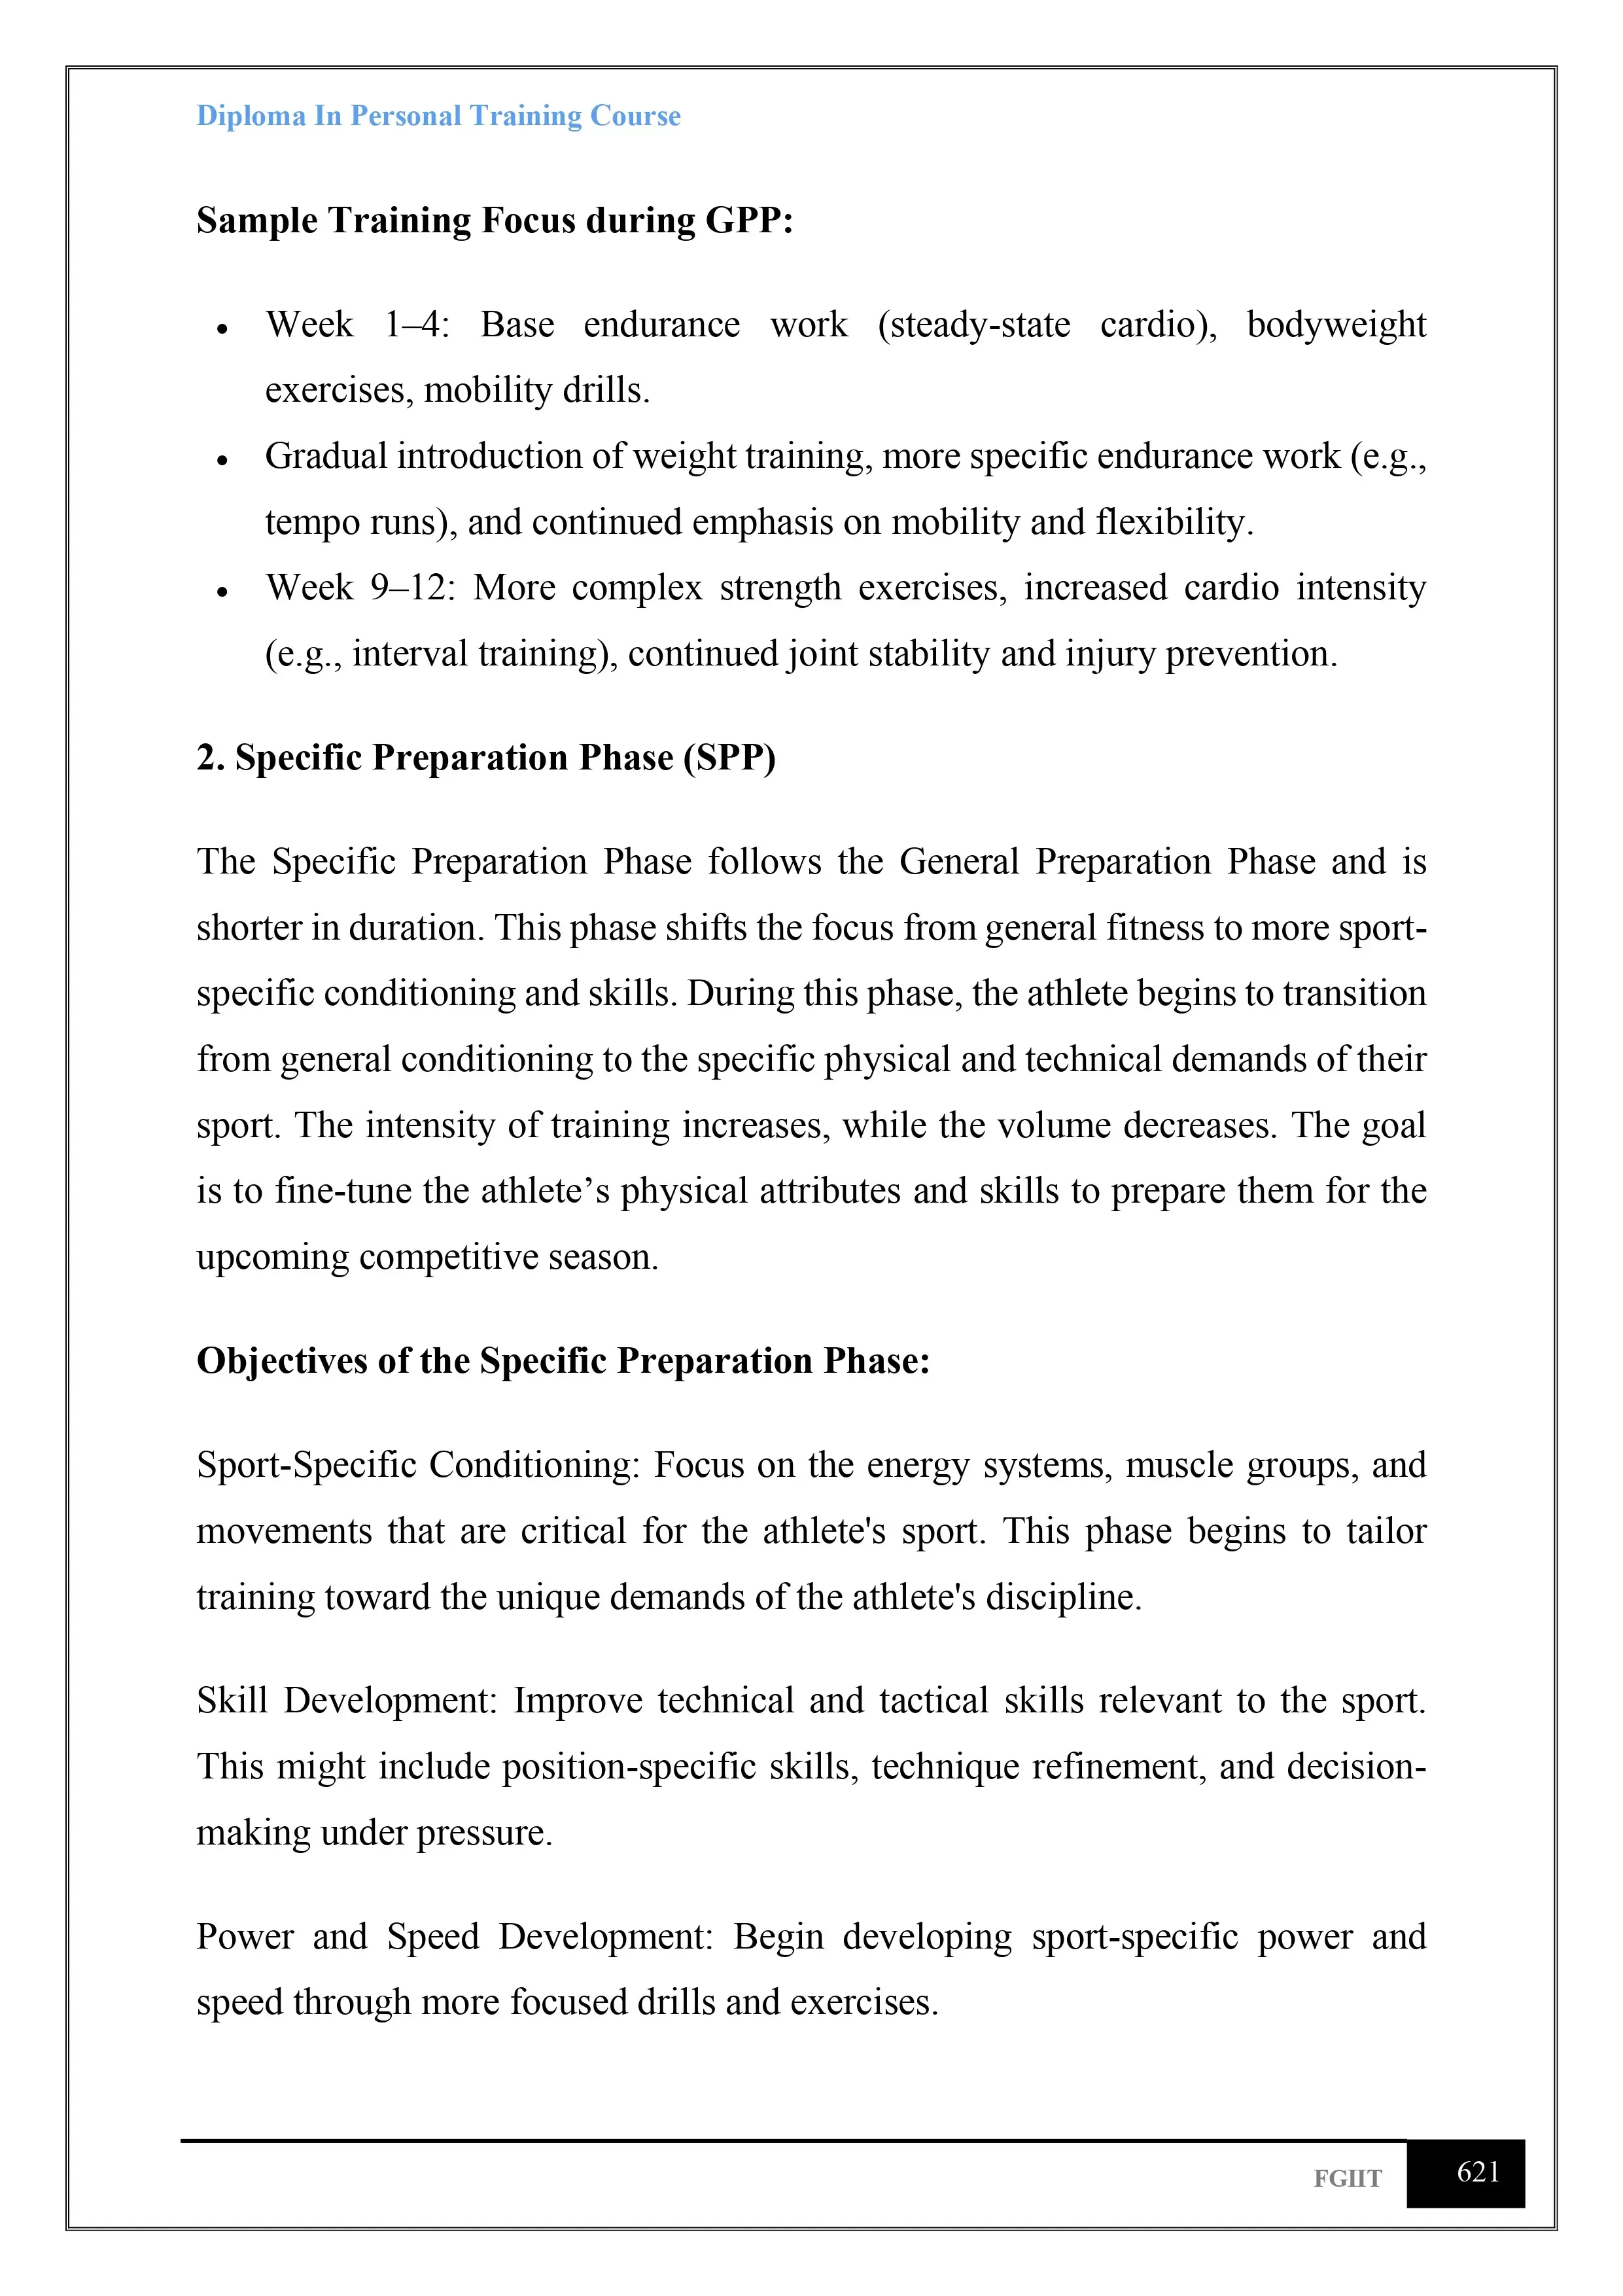 Diploma In Personal Training Course
Sample Training Focus during GPP:
• Week 1–4: Base endurance work (steady-state cardio), bodyweight
exercises, mobility drills.
• Gradual introduction of weight training, more specific endurance work (e.g.,
tempo runs), and continued emphasis on mobility and flexibility.
• Week 9–12: More complex strength exercises, increased cardio intensity
(e.g., interval training), continued joint stability and injury prevention.
2. Specific Preparation Phase (SPP)
The Specific Preparation Phase follows the General Preparation Phase and is
shorter in duration. This phase shifts the focus from general fitness to more sport-
specific conditioning and skills. During this phase, the athlete begins to transition
from general conditioning to the specific physical and technical demands of their
sport. The intensity of training increases, while the volume decreases. The goal
is to fine-tune the athlete’s physical attributes and skills to prepare them for the
upcoming competitive season.
Objectives of the Specific Preparation Phase:
Sport-Specific Conditioning: Focus on the energy systems, muscle groups, and
movements that are critical for the athlete's sport. This phase begins to tailor
training toward the unique demands of the athlete's discipline.
Skill Development: Improve technical and tactical skills relevant to the sport.
This might include position-specific skills, technique refinement, and decision-
making under pressure.
Power and Speed Development: Begin developing sport-specific power and
speed through more focused drills and exercises.
FGIIT 621